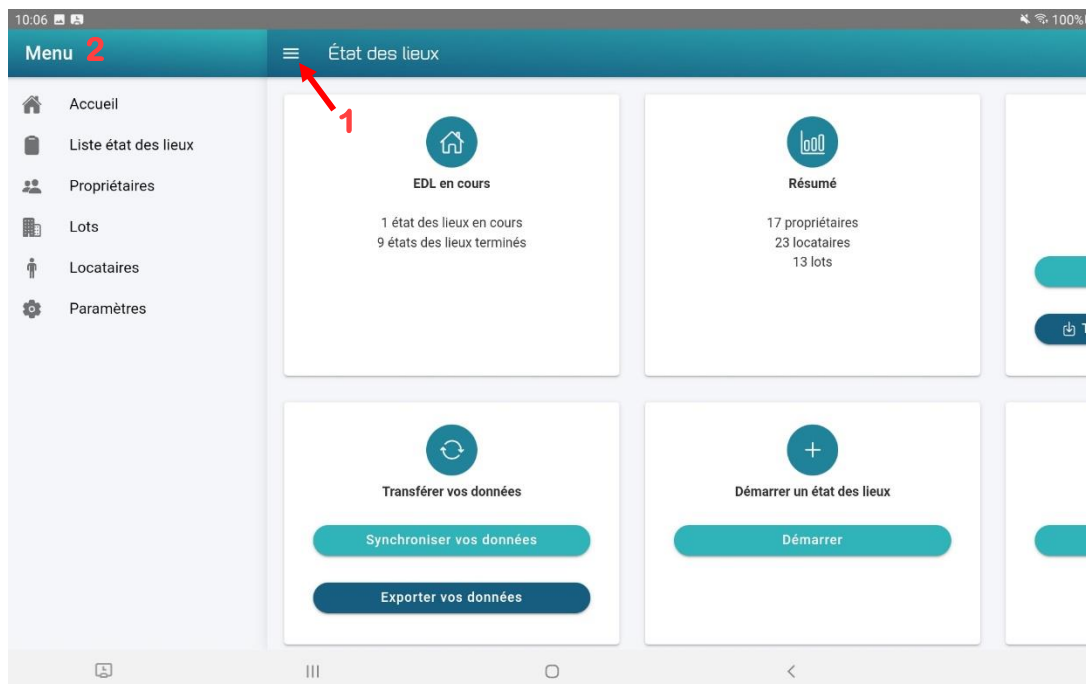 10:06
100%
Menu 2
État des lieux
1
Accueil
Liste état des lieux
Propriétaires
Lots
Locataires
Paramètres
EDL en cours
1 état des lieux en cours
9 états des lieux terminés
Résumé
17 propriétaires
23 locataires
13 lots
T
Transférer vos données
Synchroniser vos données
Exporter vos données
Démarrer un état des lieux
Démarrer